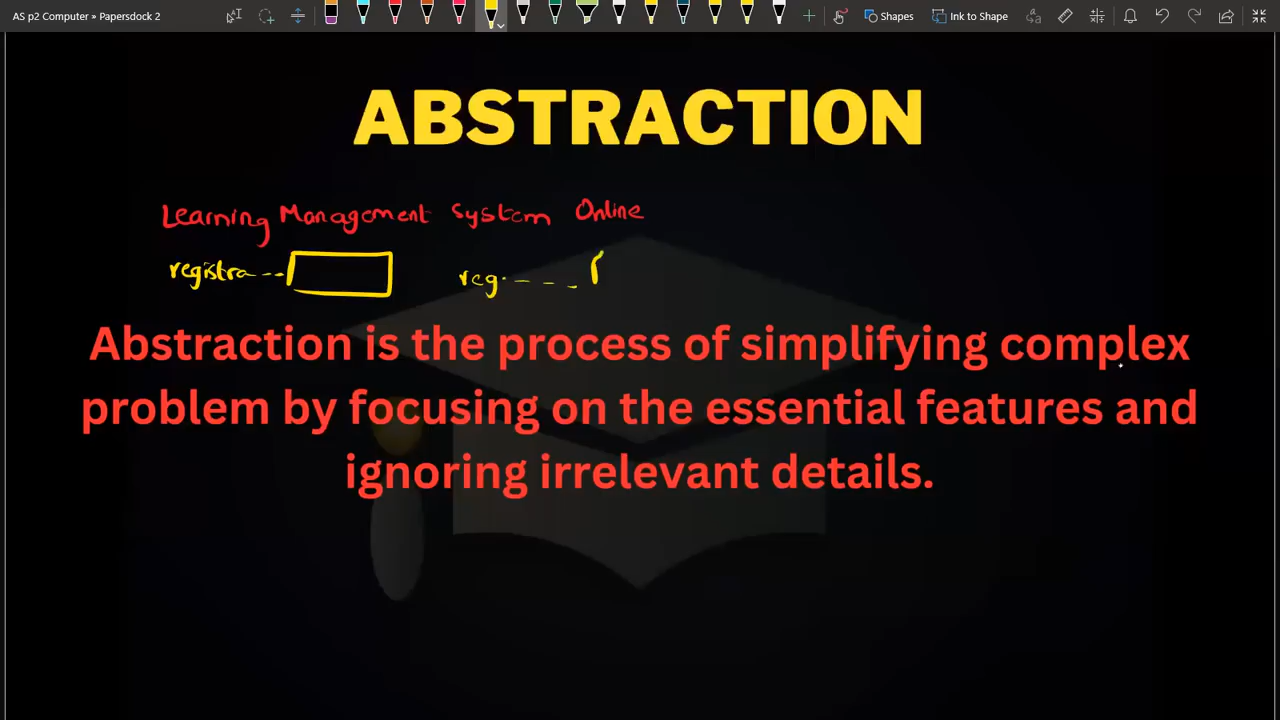 AS p2 Computer » Papersdock 2
Shapes
Ink to Shape
ABSTRACTION
Learning Management System Online
registra--- reg.----
Abstraction is the process of simplifying complex
problem by focusing on the essential features and
ignoring irrelevant details.